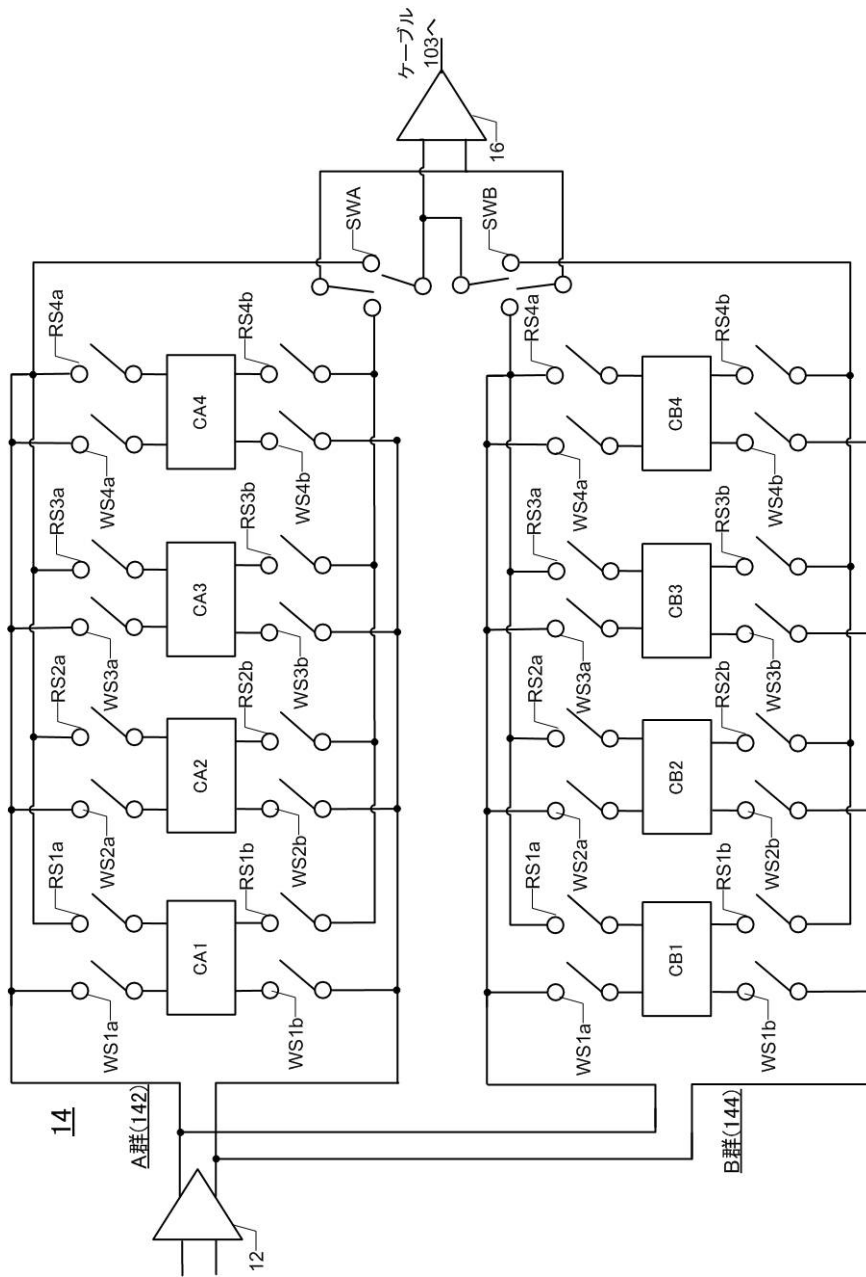 14
A群(142)
12
WS1a
RS1a
WS2a
RS2a
WS3a
RS3a
WS4a
RS4a
CA1
CA2
CA3
CA4
WS1b
RS1b
WS2b
RS2b
WS3b
RS3b
WS4b
RS4b
SWA
SWB
16
ケーブル
103へ
B群(144)
WS1a
RS1a
WS2a
RS2a
WS3a
RS3a
WS4a
RS4a
CB1
CB2
CB3
CB4
WS1b
RS1b
WS2b
RS2b
WS3b
RS3b
WS4b
RS4b